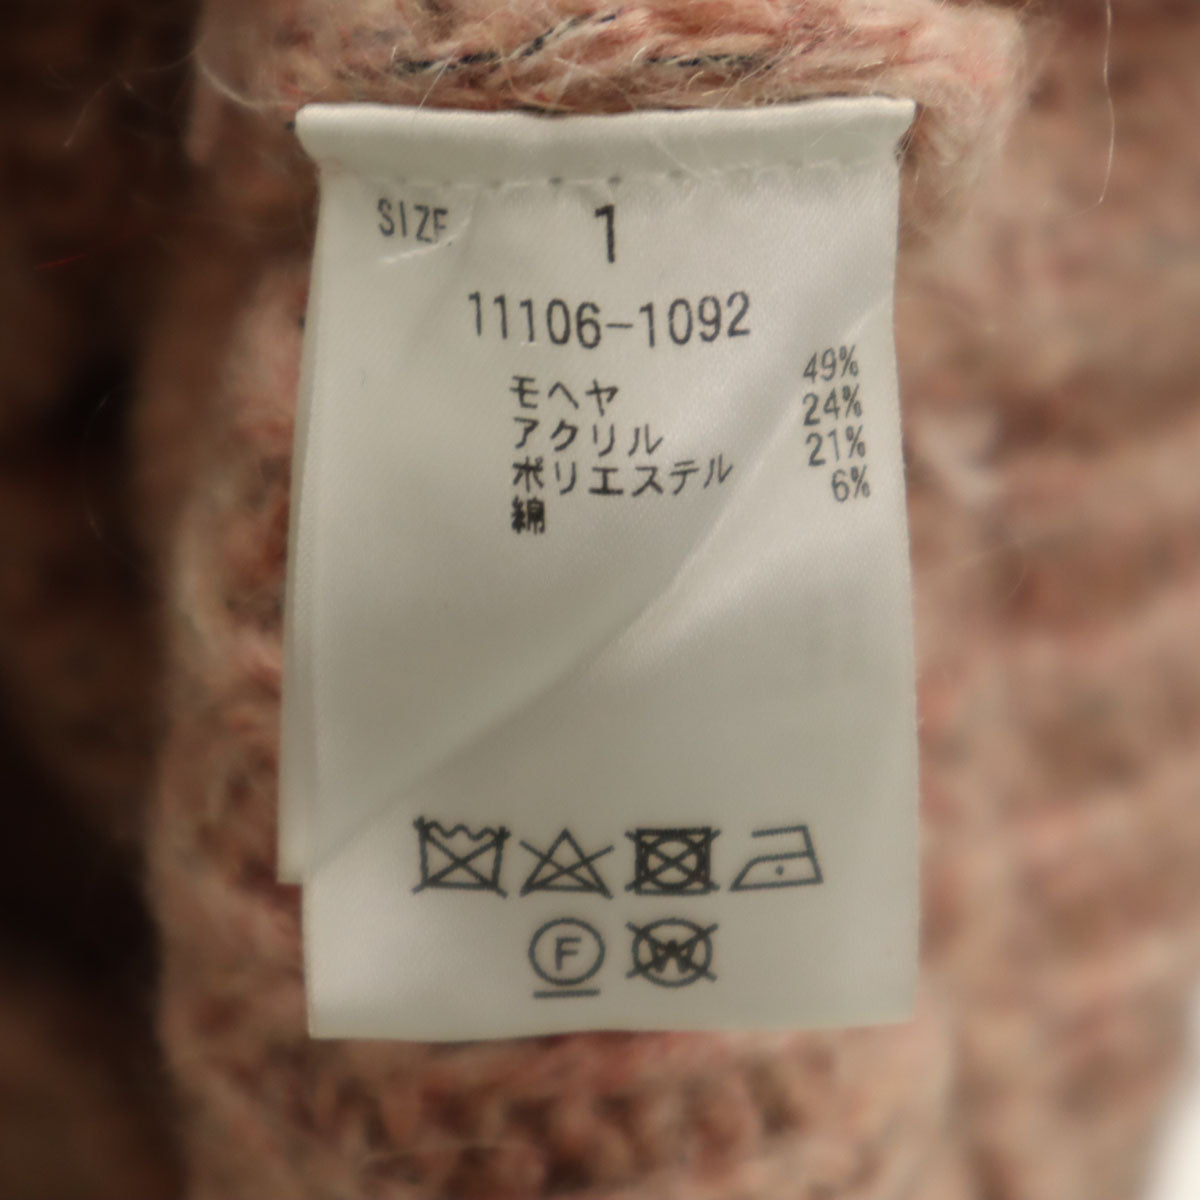 SIZE 1
11106-1092
モヘヤ 49%
アクリル 24%
ポリエステル 21%
綿 6%
F W